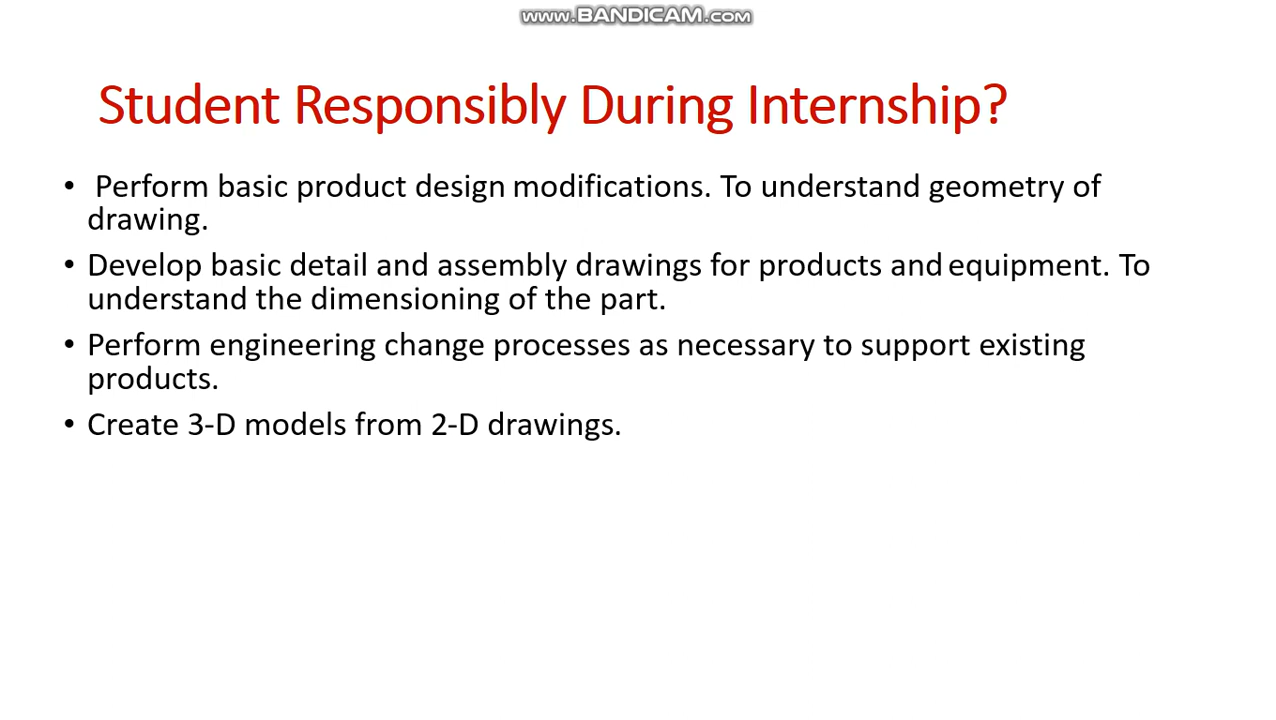 www.BANDICAM.com
Student Responsibly During Internship?
• Perform basic product design modifications. To understand geometry of
drawing.
• Develop basic detail and assembly drawings for products and equipment. To
understand the dimensioning of the part.
• Perform engineering change processes as necessary to support existing
products.
• Create 3-D models from 2-D drawings.